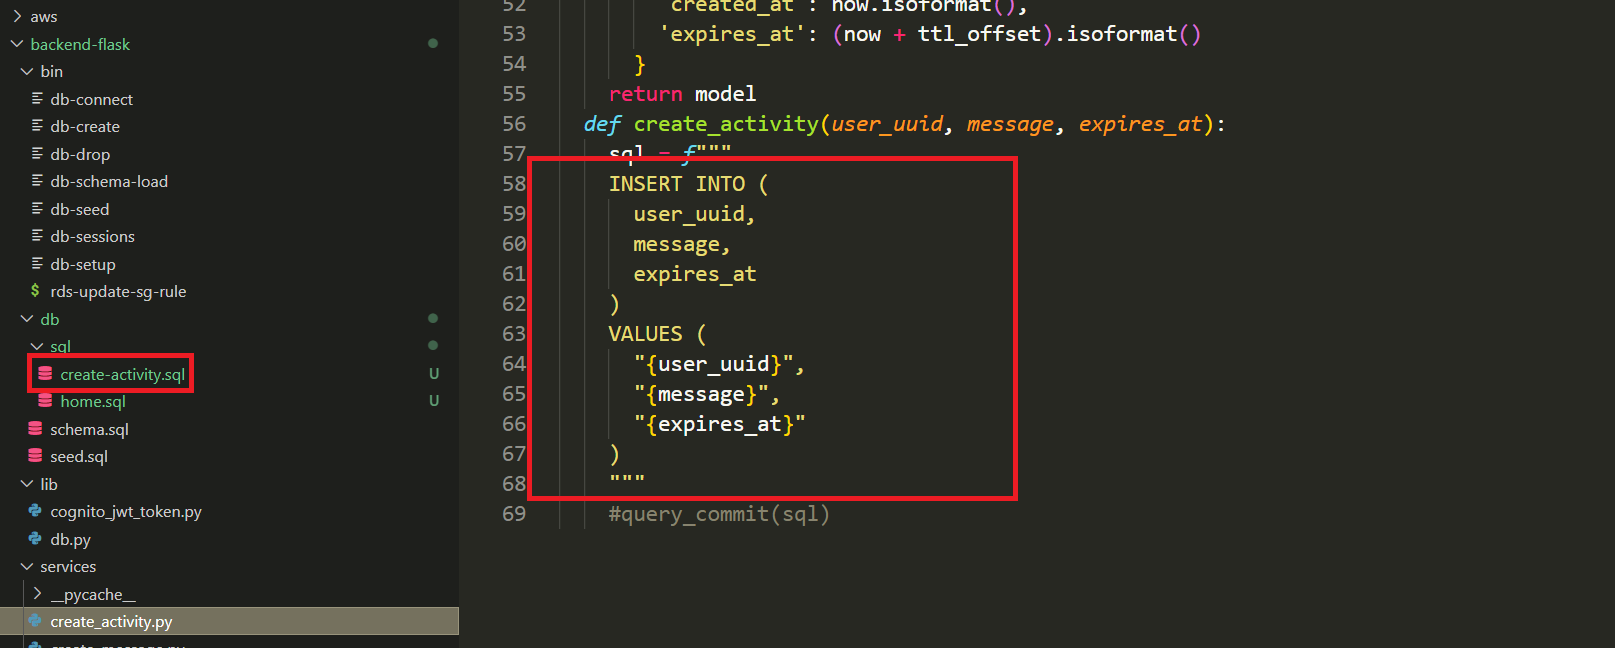 aws
backend-flask
bin
db-connect
db-create
db-drop
db-schema-load
db-seed
db-sessions
db-setup
$ rds-update-sg-rule
db
sql
create-activity.sql U
home.sql U
schema.sql
seed.sql
lib
cognito_jwt_token.py
db.py
services
__pycache__
create_activity.py
create_message.py
52 'created_at': now.isoformat(),
53 'expires_at': (now + ttl_offset).isoformat()
54 }
55 return model
56 def create_activity(user_uuid, message, expires_at):
57 sql = f"""
58 INSERT INTO (
59 user_uuid,
60 message,
61 expires_at
62 )
63 VALUES (
64 "{user_uuid}",
65 "{message}",
66 "{expires_at}"
67 )
68 """
69 #query_commit(sql)